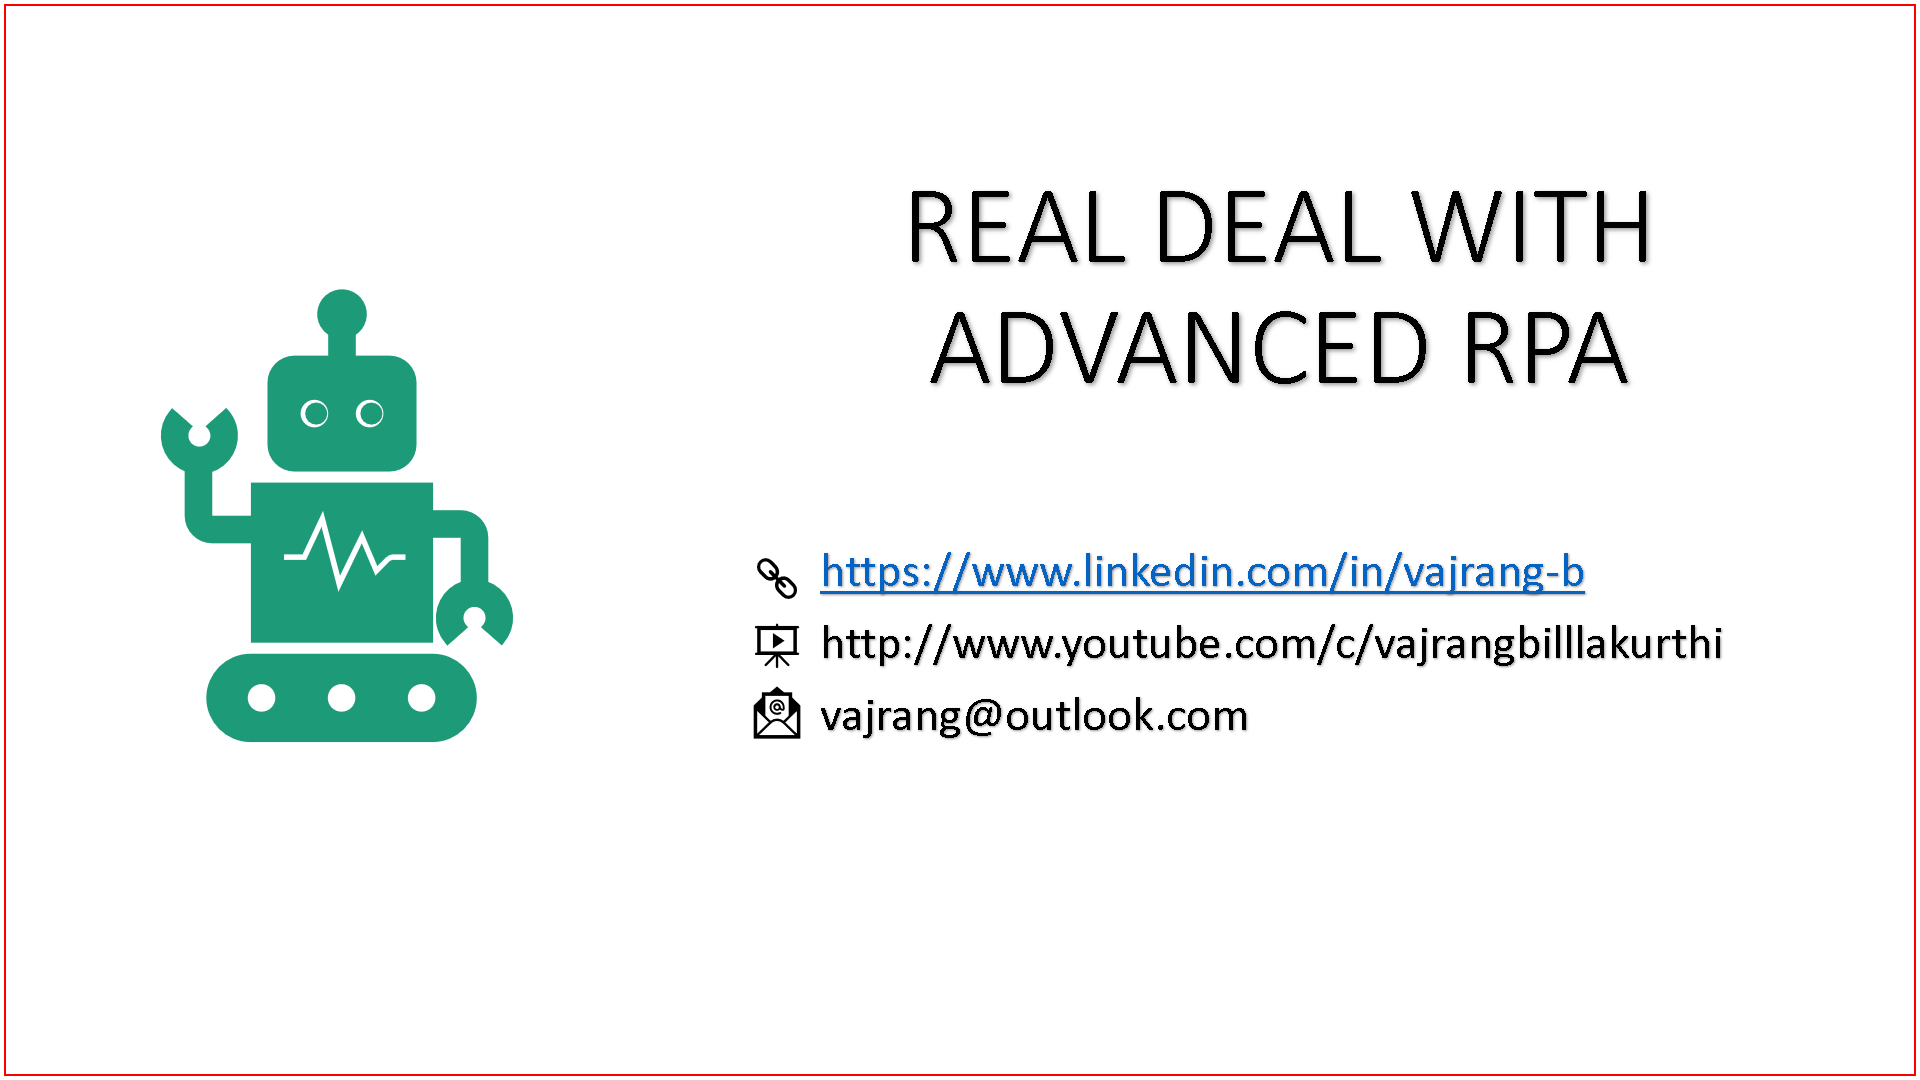 REAL DEAL WITH
ADVANCED RPA
https://www.linkedin.com/in/vajrang-b
http://www.youtube.com/c/vajrangbilllakurthi
vajrang@outlook.com